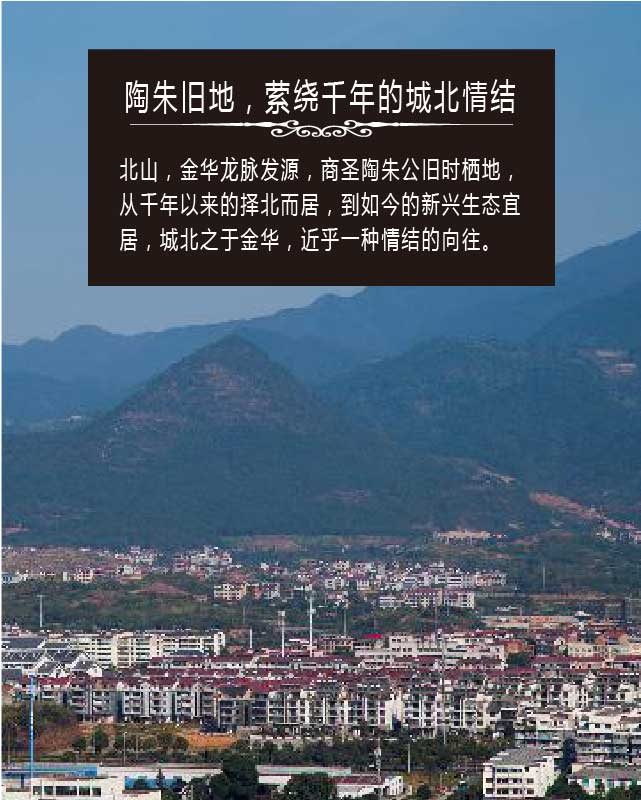 陶朱旧地，萦绕千年的城北情结
北山，金华龙脉发源，商圣陶朱公旧时栖地，
从千年以来的择北而居，到如今的新兴生态宜
居，城北之于金华，近乎一种情结的向往。